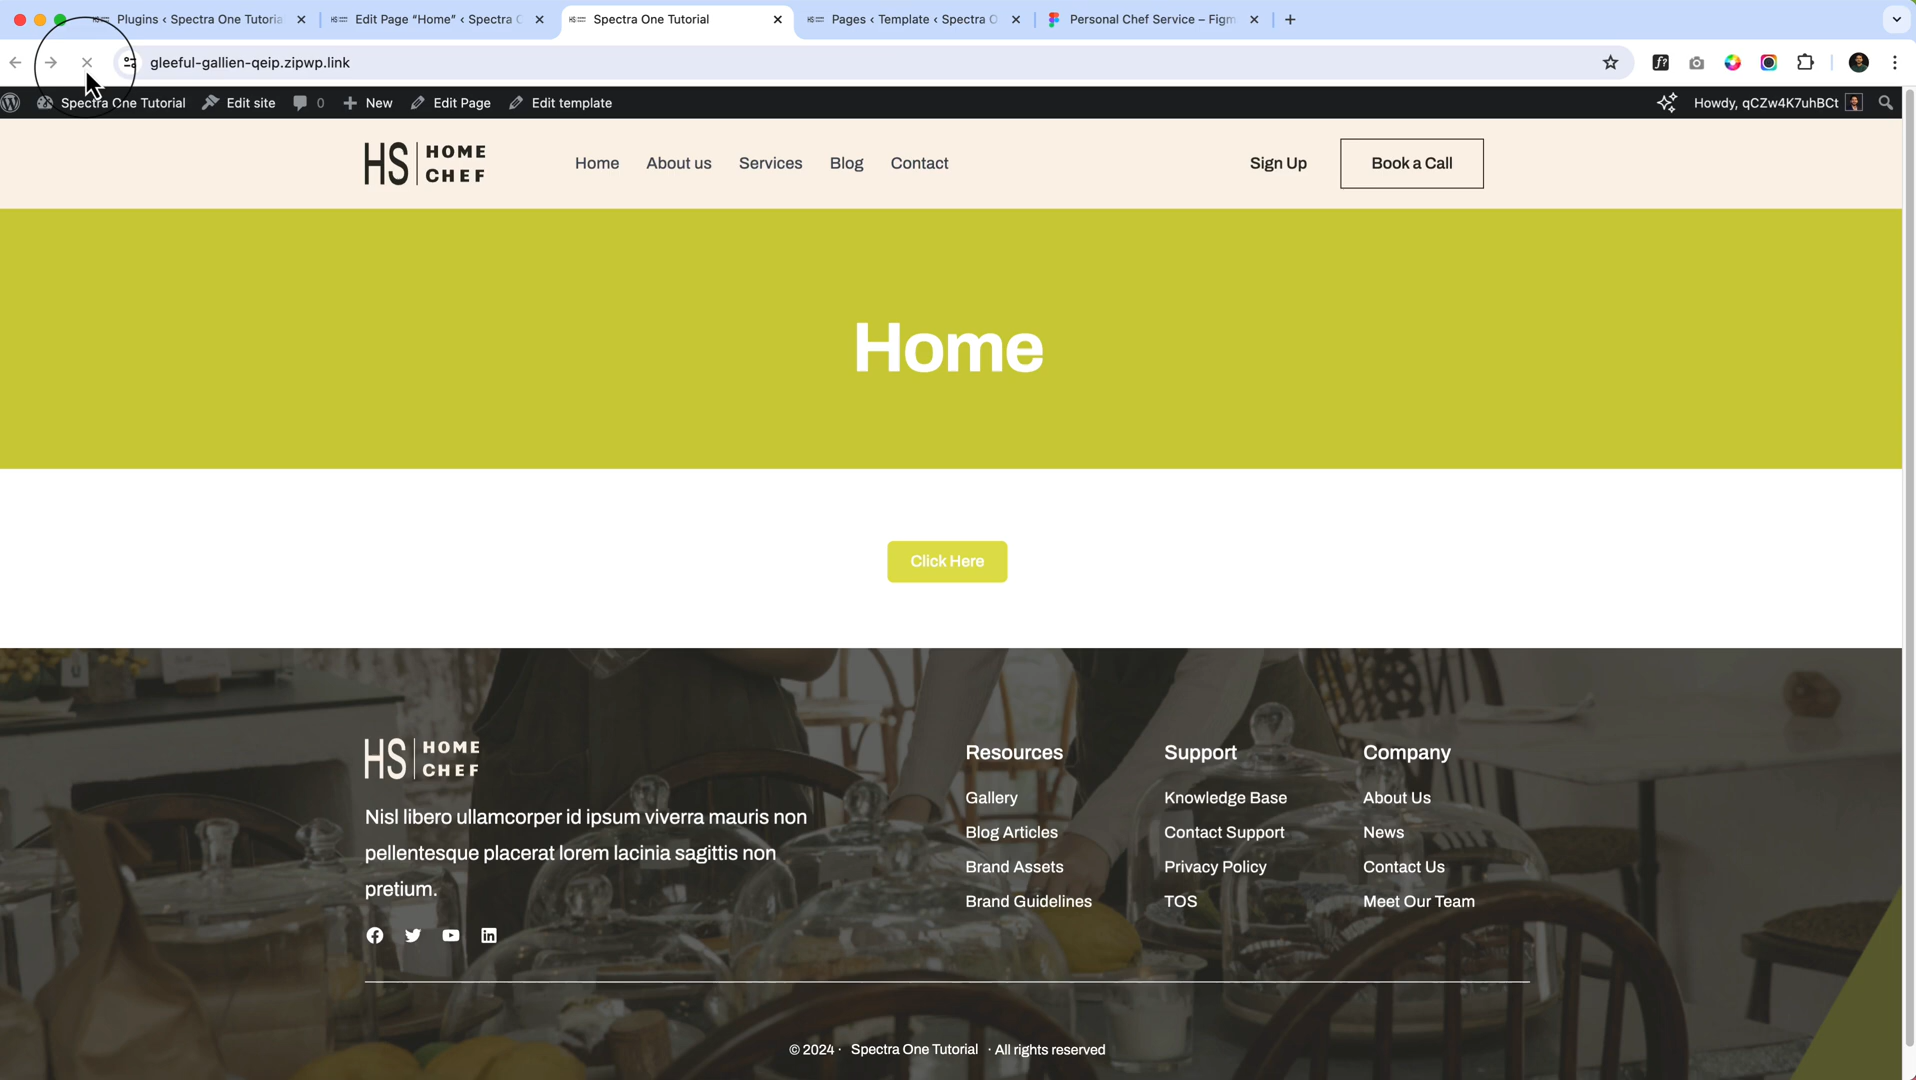 Plugins ‹ Spectra One Tutoria
Edit Page “Home” ‹ Spectra
Spectra One Tutorial
Pages ‹ Template ‹ Spectra O
Personal Chef Service – Figm
gleeful-gallien-qeip.zipwp.link
Spectra One Tutorial
Edit site
0
New
Edit Page
Edit template
Howdy, qCZw4K7uhBCt
HS HOME
CHEF
Home
About us
Services
Blog
Contact
Sign Up
Book a Call
Home
Click Here
HS HOME
CHEF
Nisl libero ullamcorper id ipsum viverra mauris non
pellentesque placerat lorem lacinia sagittis non
pretium.
Resources
Gallery
Blog Articles
Brand Assets
Brand Guidelines
Support
Knowledge Base
Contact Support
Privacy Policy
TOS
Company
About Us
News
Contact Us
Meet Our Team
© 2024 · Spectra One Tutorial · All rights reserved